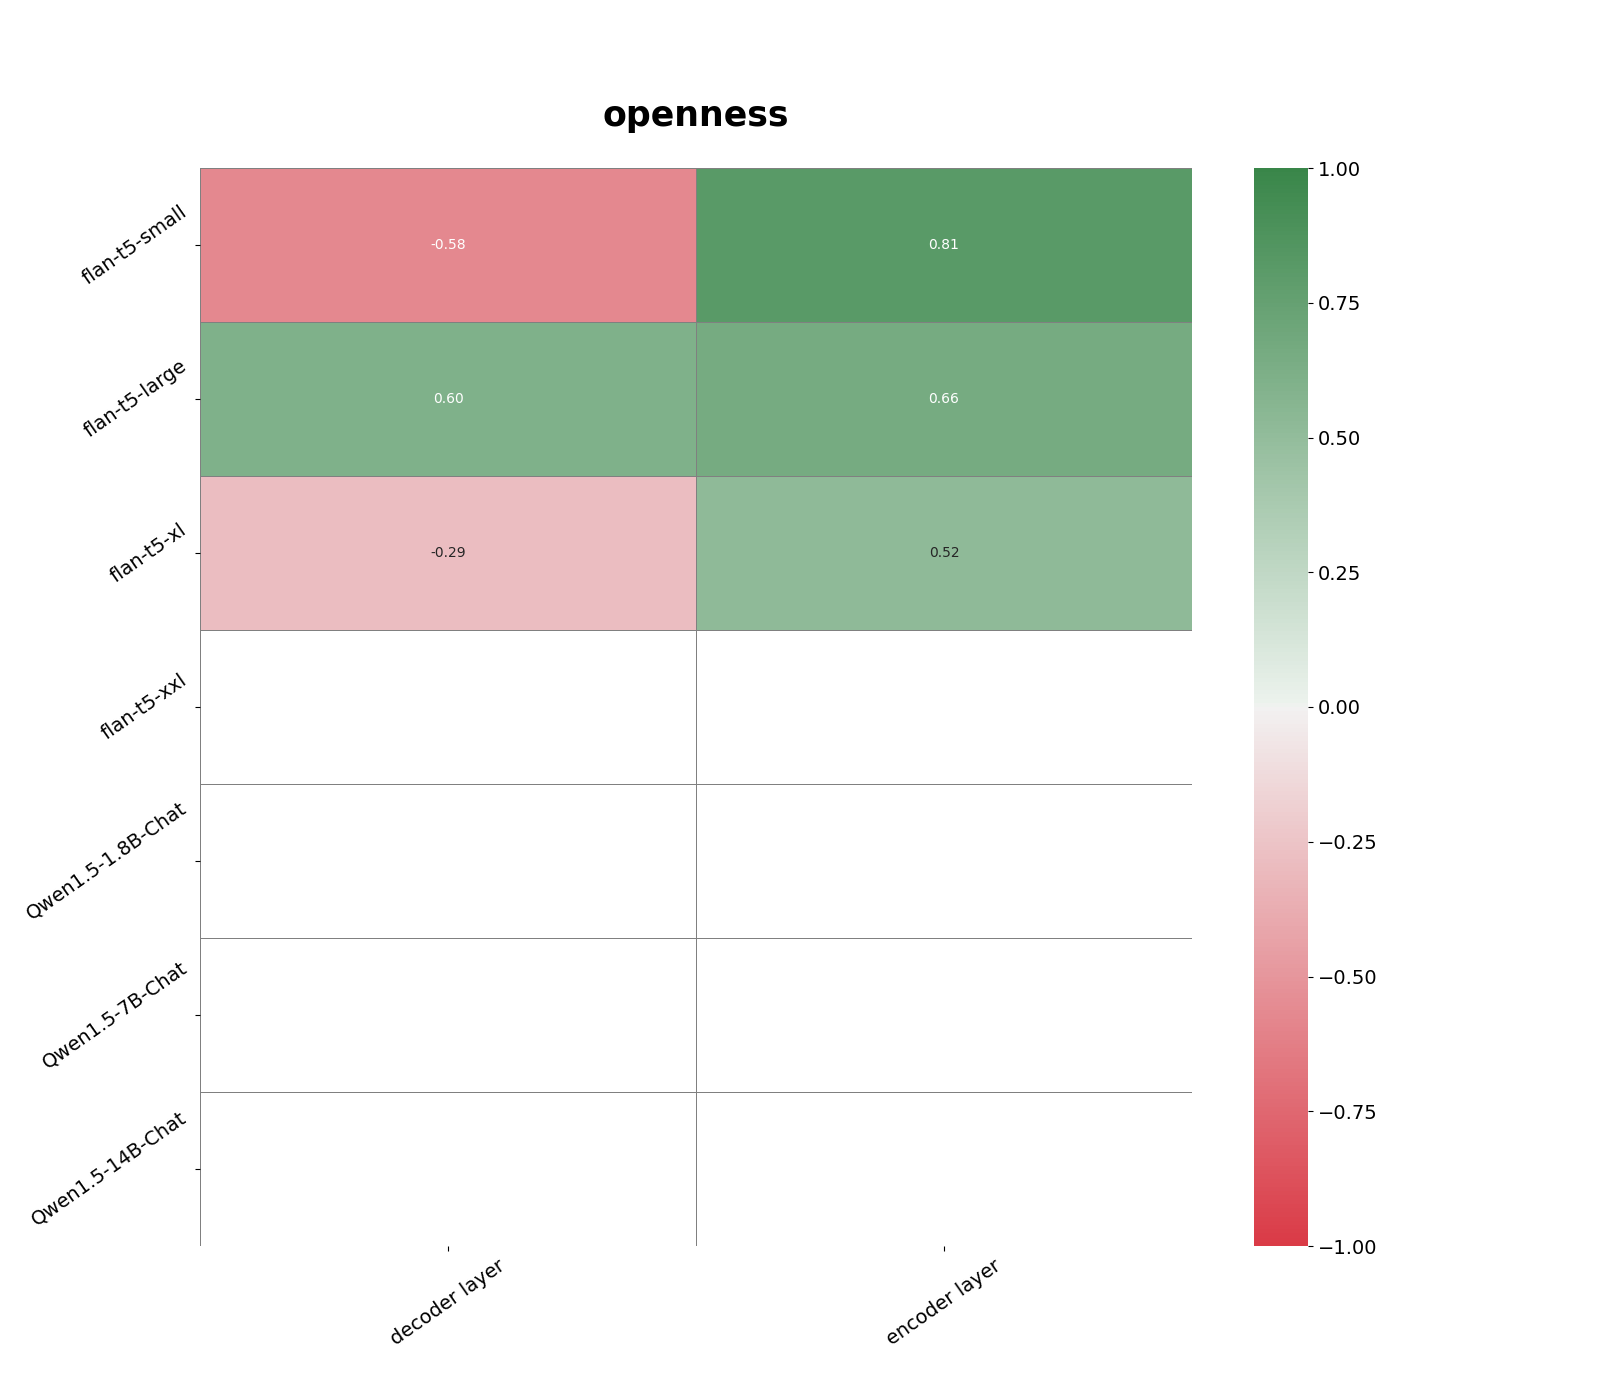 openness
flan-t5-small
-0.58
0.81
flan-t5-large
0.60
0.66
flan-t5-xl
-0.29
0.52
flan-t5-xxl
Qwen1.5-1.8B-Chat
Qwen1.5-7B-Chat
Qwen1.5-14B-Chat
decoder layer
encoder layer
1.00
0.75
0.50
0.25
0.00
−0.25
−0.50
−0.75
−1.00